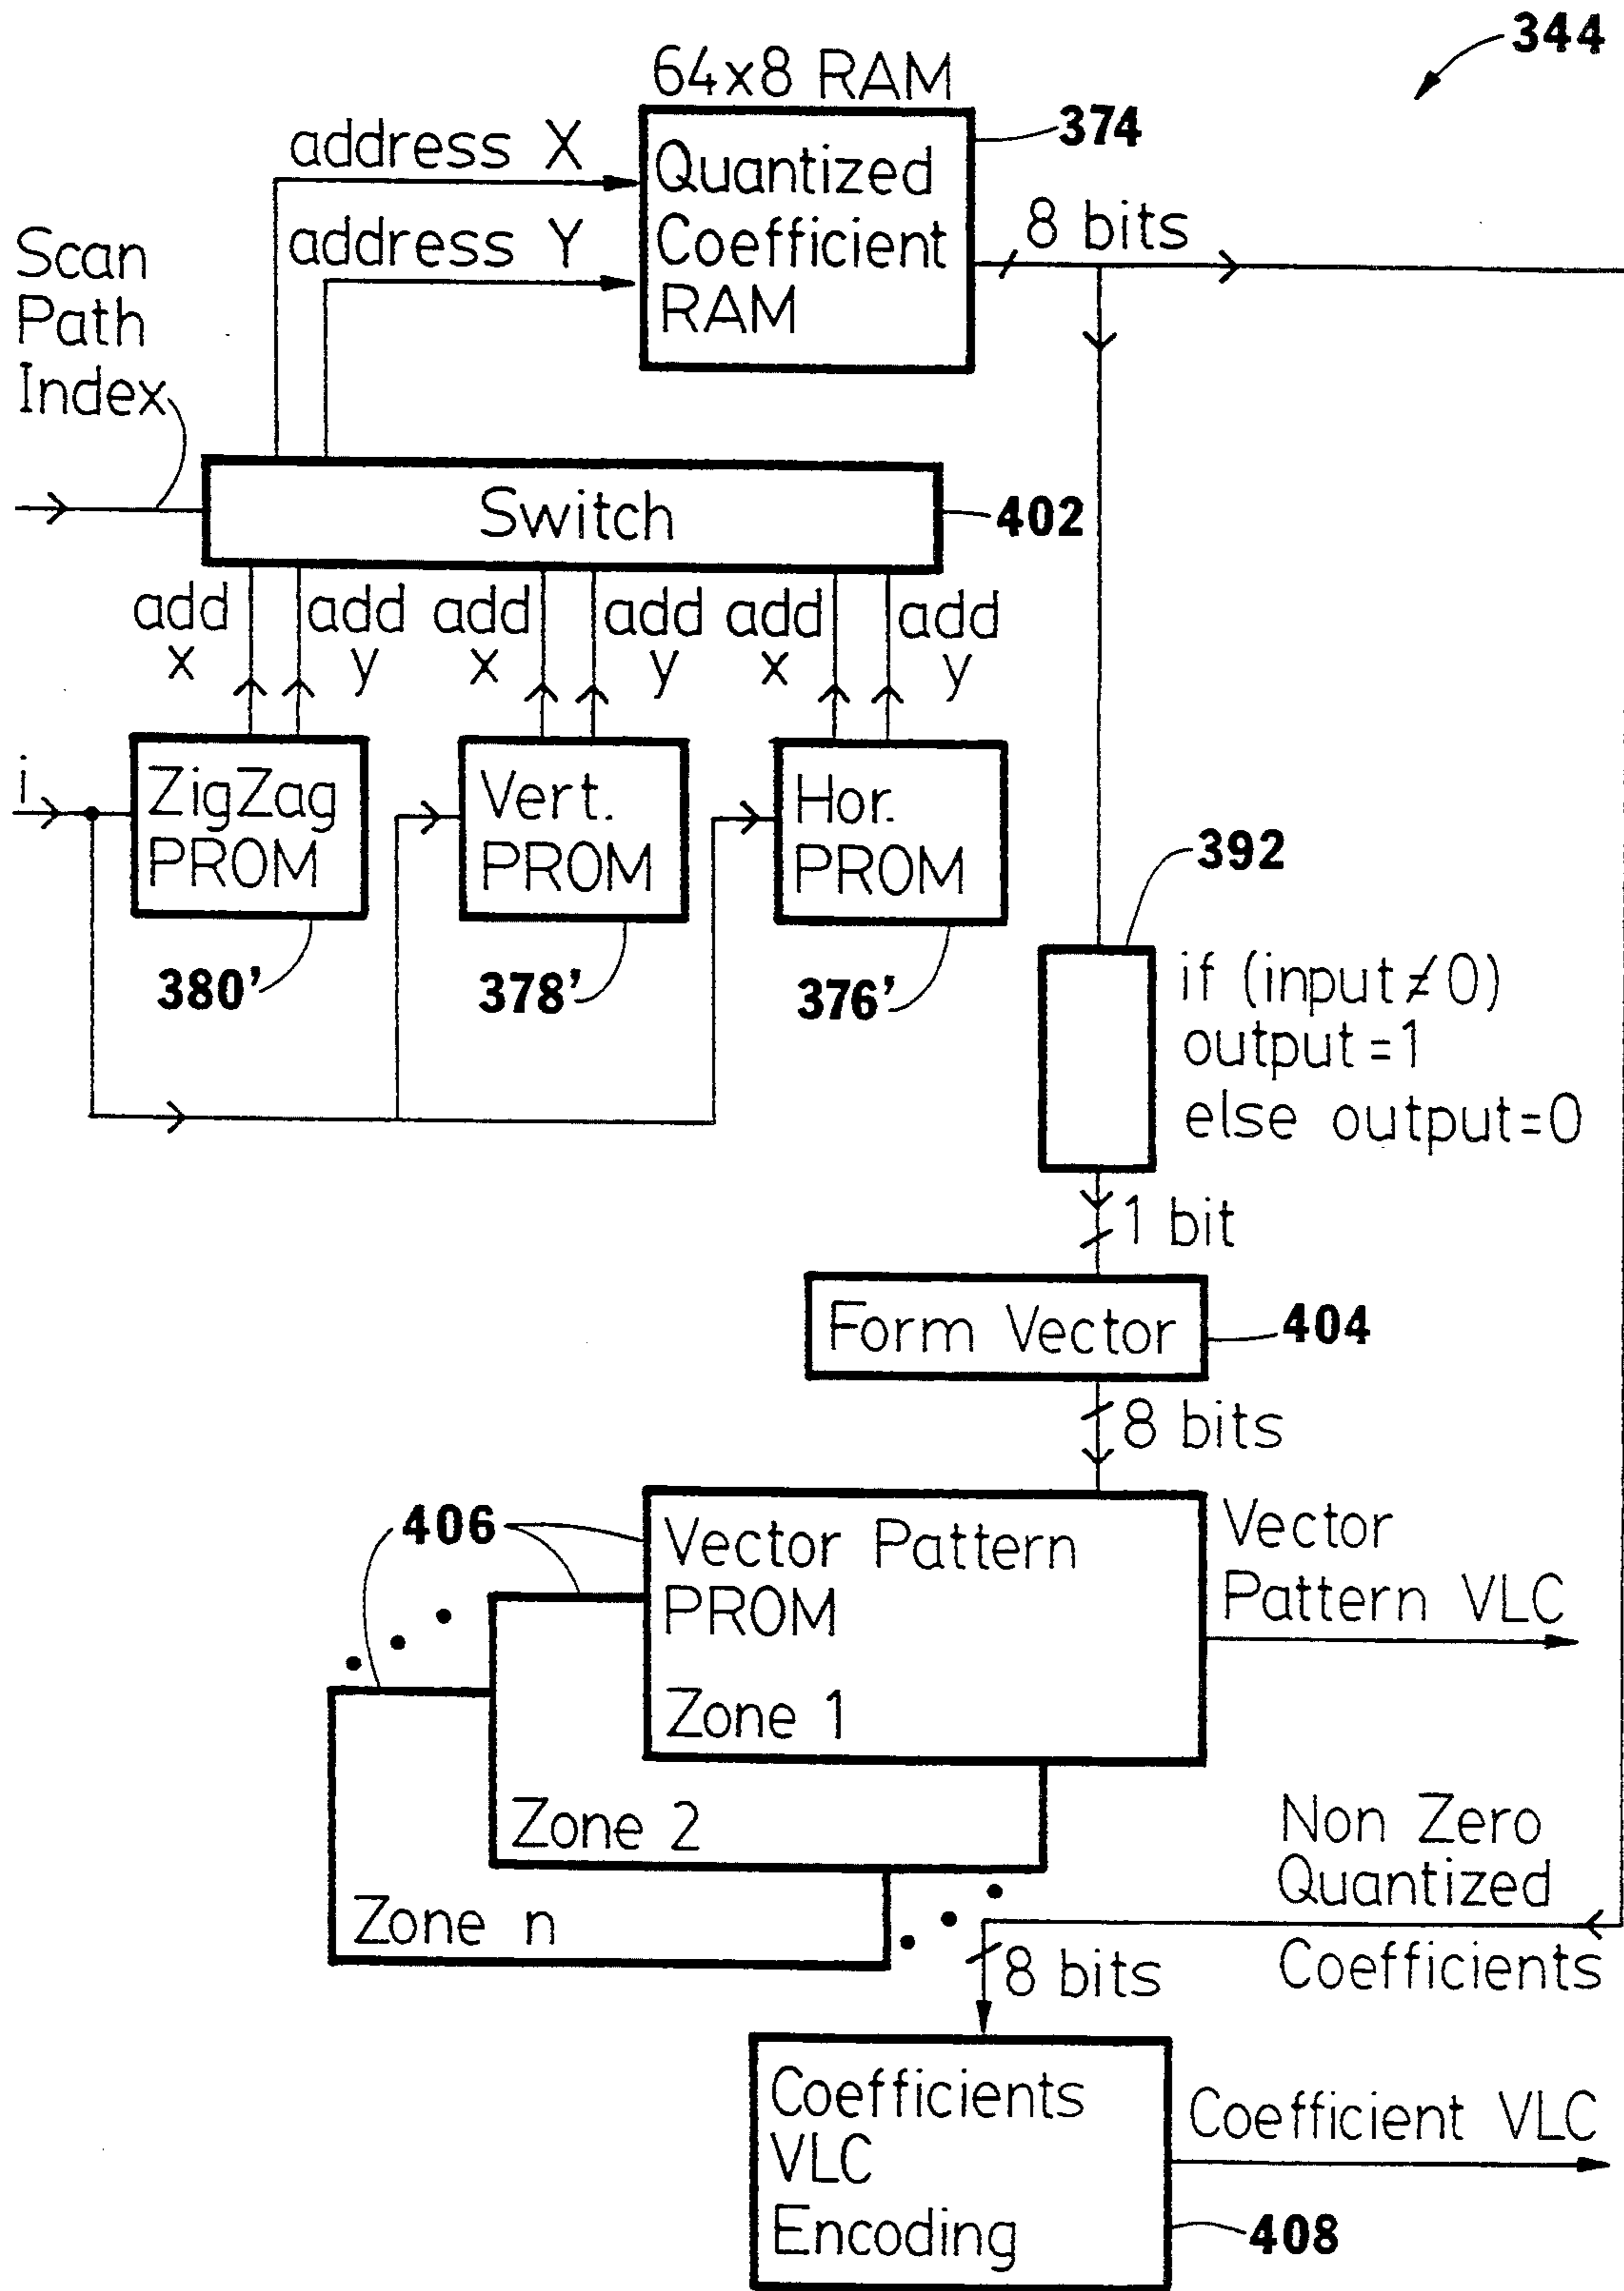 344
64x8 RAM
374
address X
Quantized
Coefficient
RAM
address Y
8 bits
Scan
Path
Index
Switch
402
add
x
add
y
add
x
add
y
add
x
add
y
i
ZigZag
PROM
Vert.
PROM
Hor.
PROM
380'
378'
376'
392
if (input≠0)
output=1
else output=0
1 bit
Form Vector
404
8 bits
406
Vector Pattern
PROM
Zone 1
Vector
Pattern VLC
Zone 2
Zone n
Non Zero
Quantized
Coefficients
8 bits
Coefficients
VLC
Encoding
Coefficient VLC
408